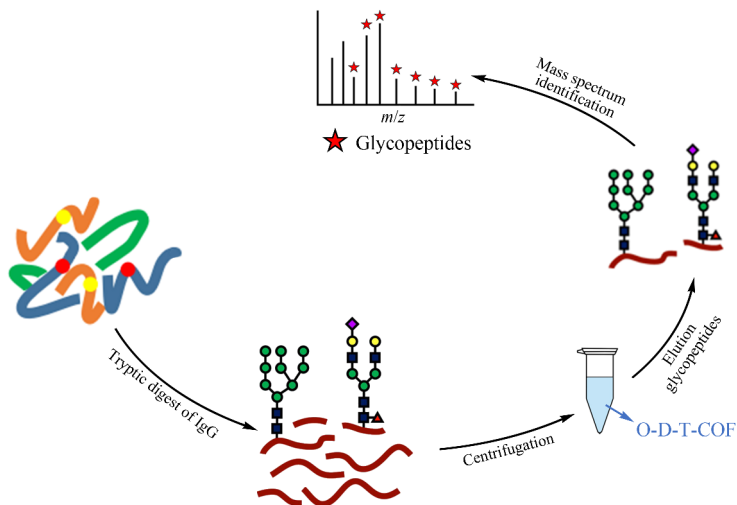 Mass spectrum
identification
m/z
Glycopeptides
Tryptic digest of IgG
Centrifugation
Elution
glycopeptides
O-D-T-COF